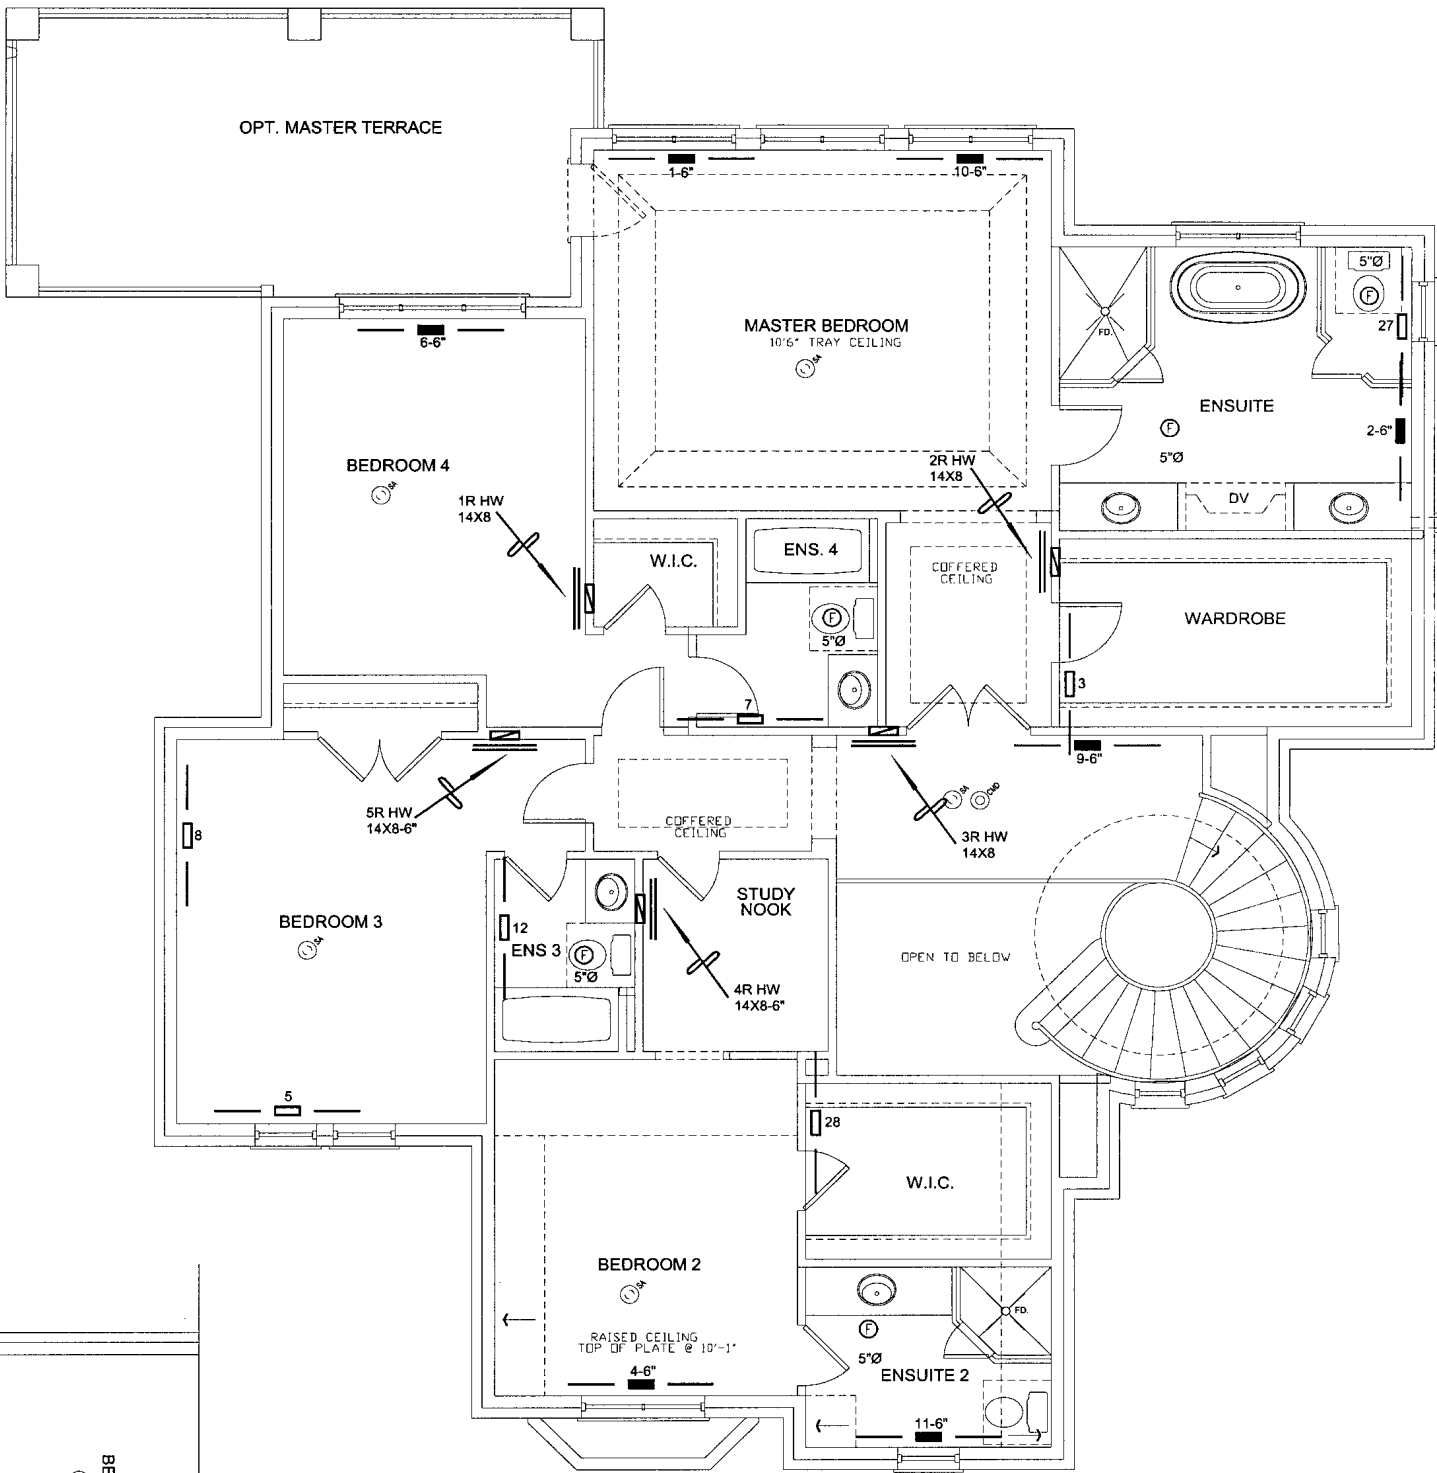 OPT. MASTER TERRACE
1-6"
10-6"
5"Ø
F
27
FD.
MASTER BEDROOM
10'6" TRAY CEILING
SA
6-6"
ENSUITE
F
5"Ø
2-6"
BEDROOM 4
SA
1R HW
14X8
2R HW
14X8
DV
W.I.C.
ENS. 4
COFFERED
CEILING
F
5"Ø
WARDROBE
3
7
9-6"
5R HW
14X8-6"
8
COFFERED
CEILING
SA
CMD
3R HW
14X8
BEDROOM 3
SA
12
ENS 3
F
5"Ø
STUDY
NOOK
4R HW
14X8-6"
OPEN TO BELOW
5
28
W.I.C.
BEDROOM 2
SA
RAISED CEILING
TOP OF PLATE @ 10'-1"
4-6"
F
5"Ø
FD.
ENSUITE 2
11-6"
BE